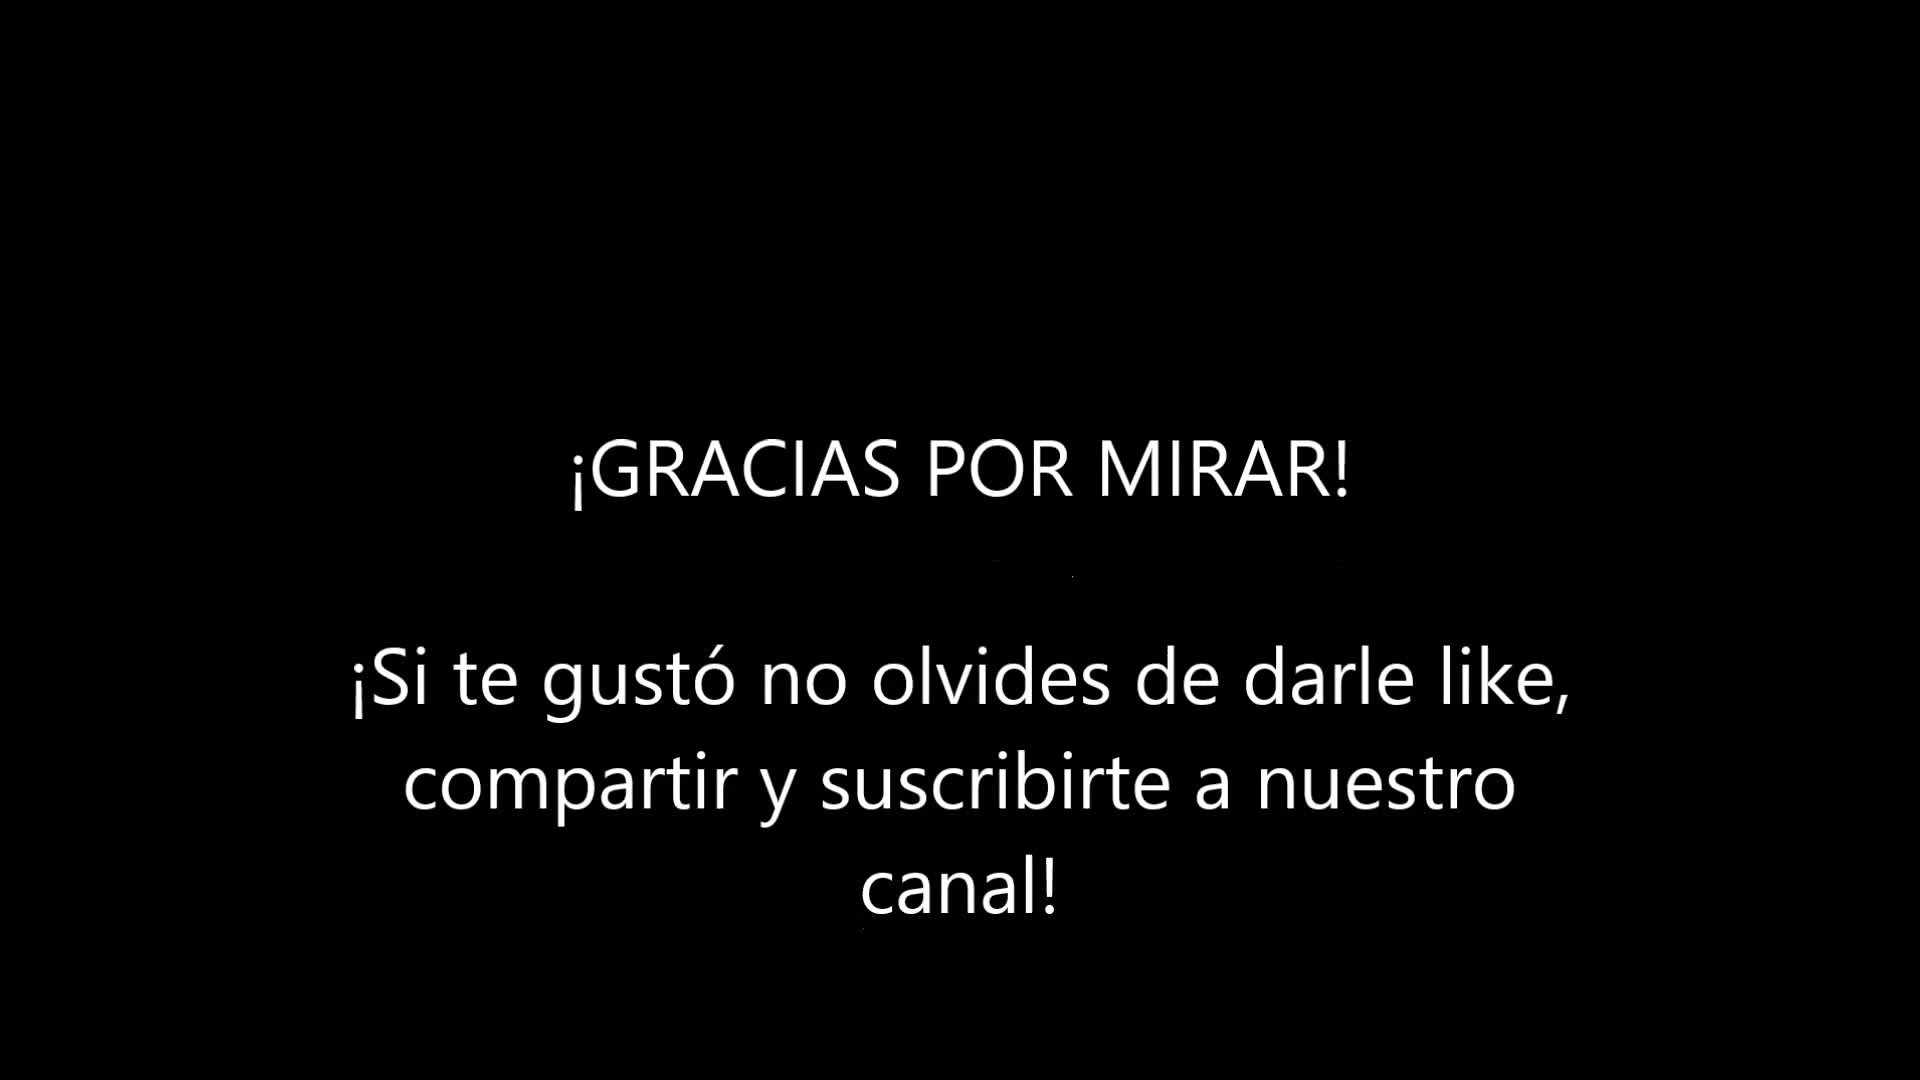 ¡GRACIAS POR MIRAR!
¡Si te gustó no olvides de darle like,
compartir y suscribirte a nuestro
canal!